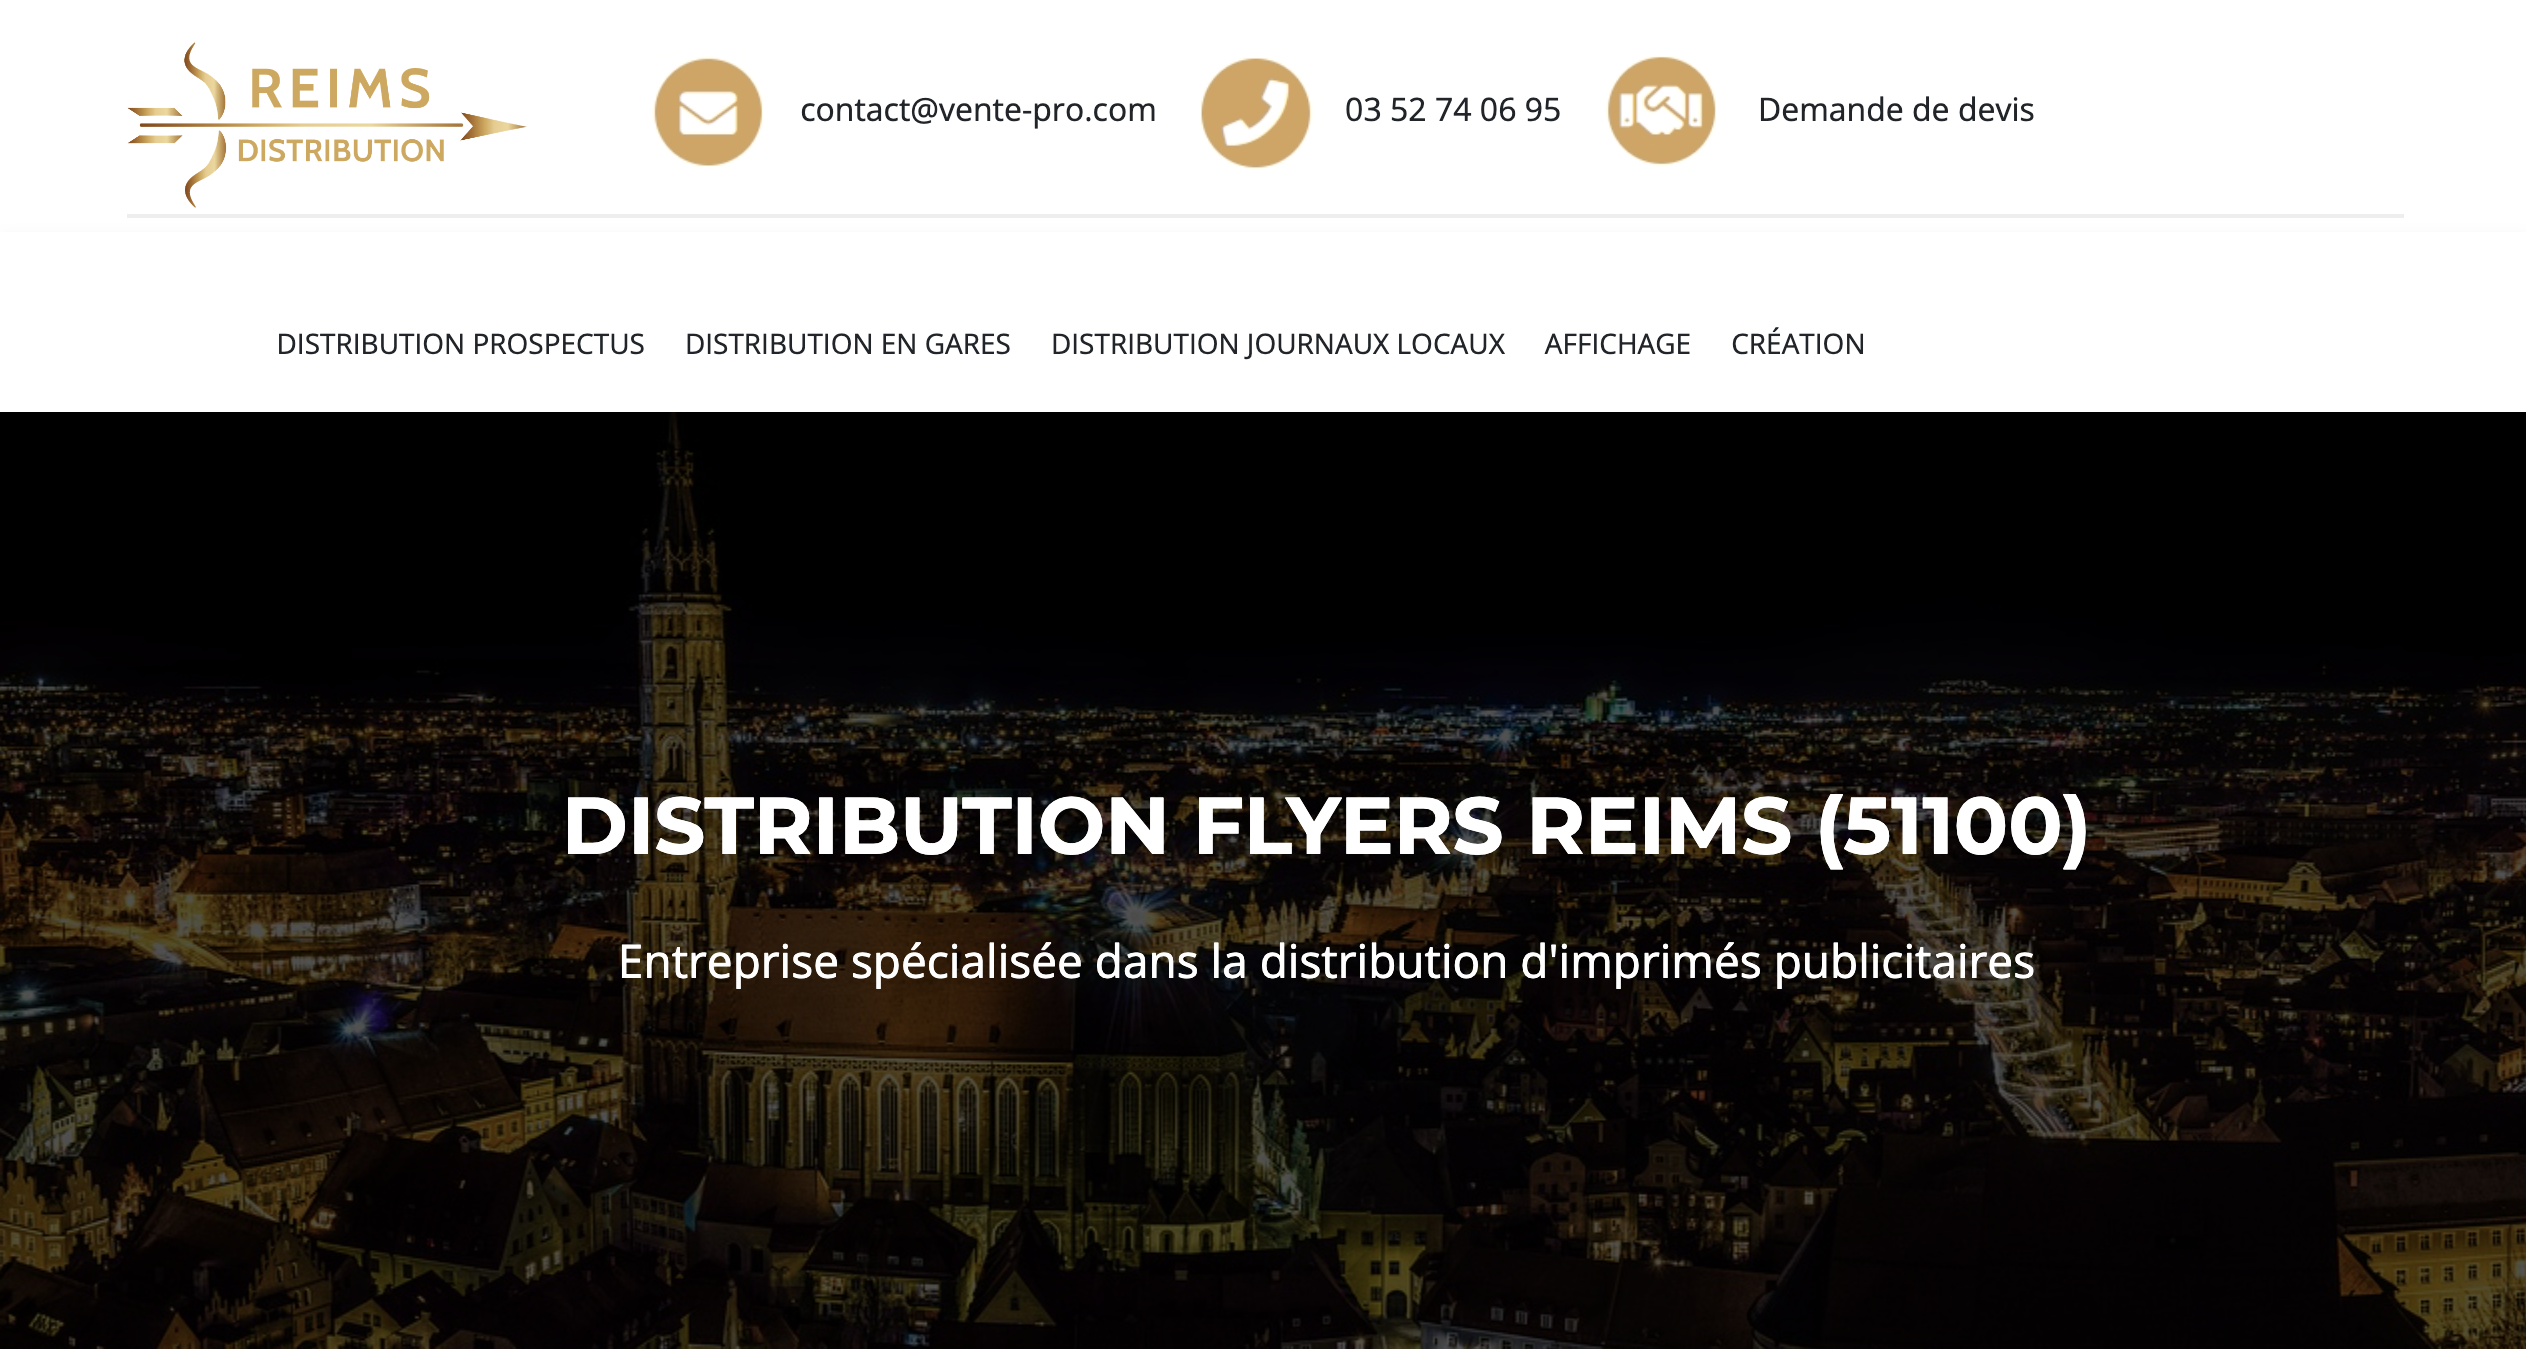 REIMS
DISTRIBUTION
contact@vente-pro.com
03 52 74 06 95
Demande de devis
DISTRIBUTION PROSPECTUS
DISTRIBUTION EN GARES
DISTRIBUTION JOURNAUX LOCAUX
AFFICHAGE
CRÉATION
DISTRIBUTION FLYERS REIMS (51100)
Entreprise spécialisée dans la distribution d'imprimés publicitaires